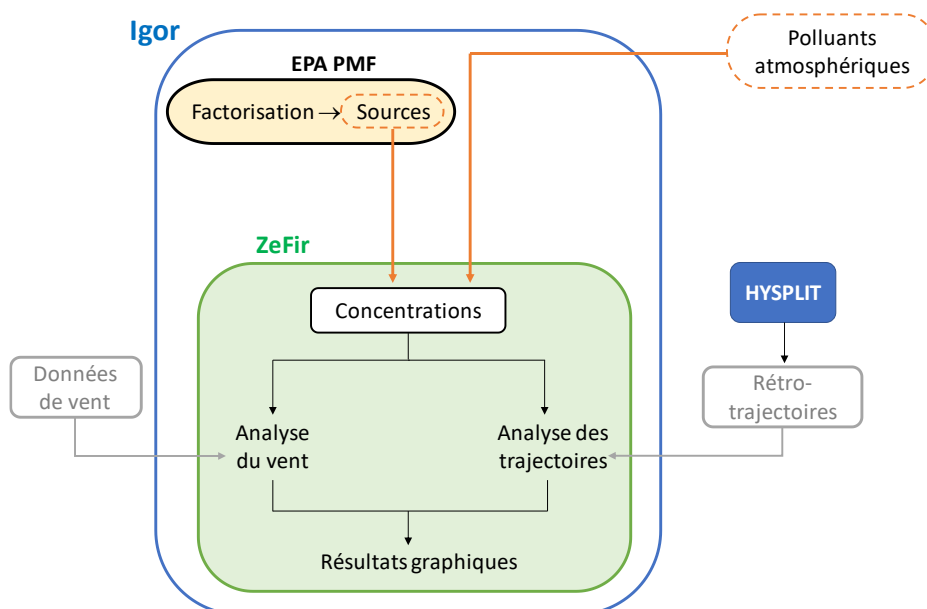 Igor
Polluants
atmosphériques
EPA PMF
Factorisation → Sources
ZeFir
Concentrations
HYSPLIT
Données
de vent
Rétro-
trajectoires
Analyse
du vent
Analyse des
trajectoires
Résultats graphiques